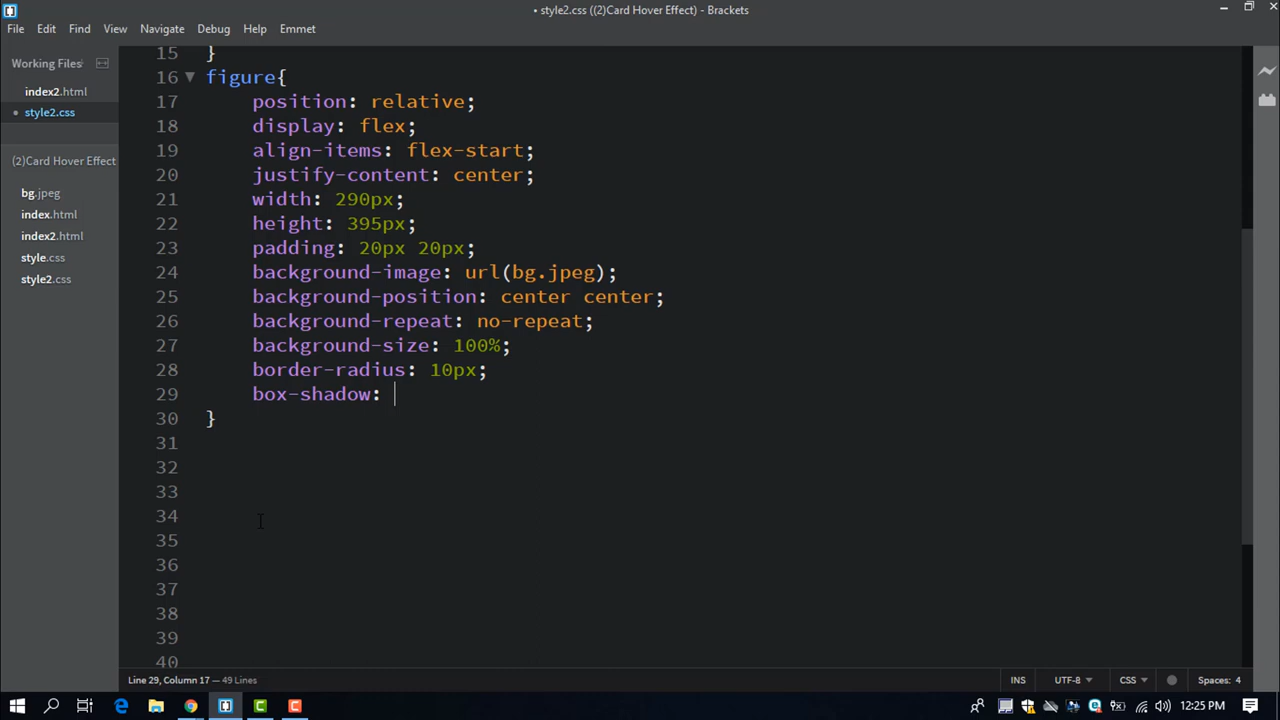 • style2.css ((2)Card Hover Effect) - Brackets
File Edit Find View Navigate Debug Help Emmet
Working Files
index2.html
• style2.css
(2)Card Hover Effect
bg.jpeg
index.html
index2.html
style.css
style2.css
15 }
16 figure{
17 position: relative;
18 display: flex;
19 align-items: flex-start;
20 justify-content: center;
21 width: 290px;
22 height: 395px;
23 padding: 20px 20px;
24 background-image: url(bg.jpeg);
25 background-position: center center;
26 background-repeat: no-repeat;
27 background-size: 100%;
28 border-radius: 10px;
29 box-shadow:
30 }
31
32
33
34
35
36
37
38
39
40
Line 29, Column 17 — 49 Lines
INS UTF-8 CSS Spaces: 4
12:25 PM